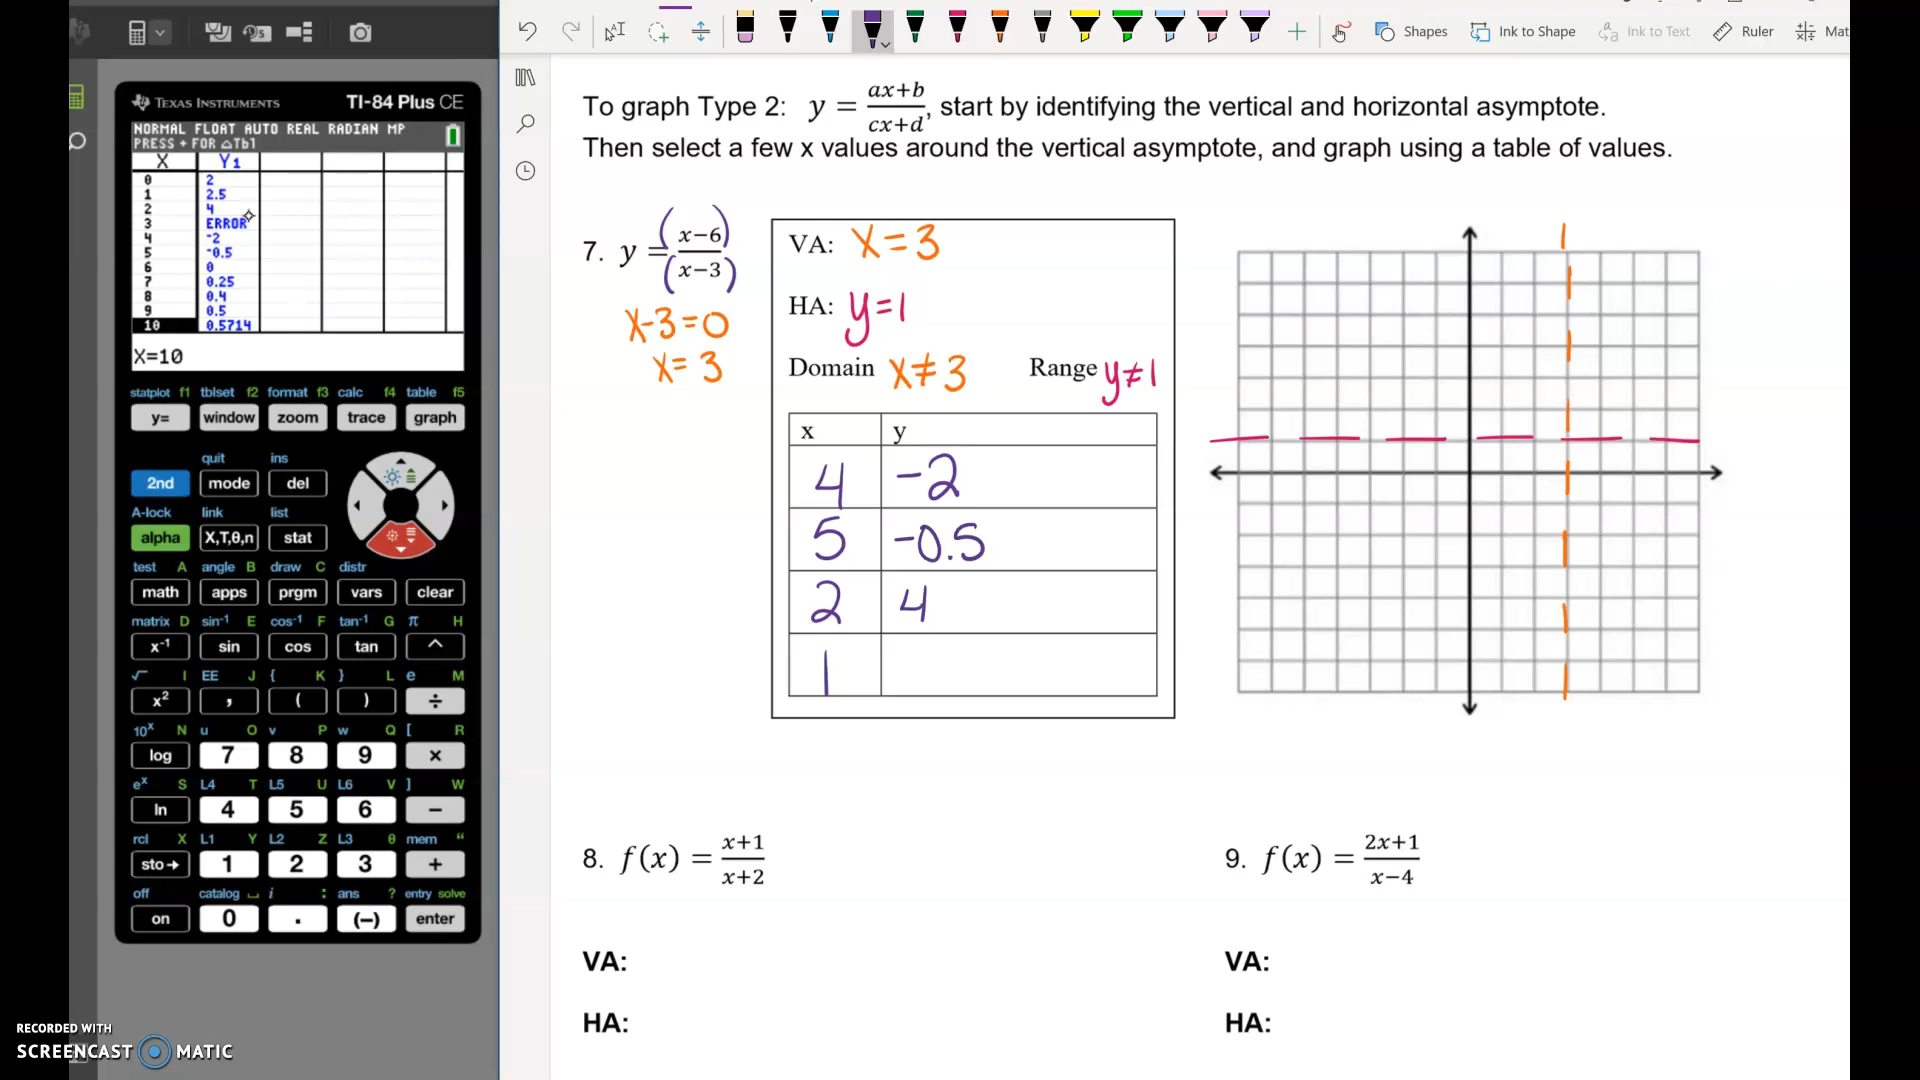 Shapes Ink to Shape Ink to Text Ruler Mat
TEXAS INSTRUMENTS TI-84 Plus CE
NORMAL FLOAT AUTO REAL RADIAN MP
PRESS + FOR △Tbl
X Y1
0 2
1 2.5
2 4
3 ERROR
4 -2
5 -0.5
6 0
7 0.25
8 0.4
9 0.5
10 0.5714
X=10
statplot f1 tblset f2 format f3 calc f4 table f5
y= window zoom trace graph
quit ins
2nd mode del
A-lock link list
alpha X,T,θ,n stat
test A angle B draw C distr
math apps prgm vars clear
matrix D sin⁻¹ E cos⁻¹ F tan⁻¹ G π H
x⁻¹ sin cos tan ^
√ I EE J { K } L e M
x² , ( ) ÷
10ˣ N u O v P w Q [ R
log 7 8 9 ×
eˣ S L4 T L5 U L6 V ] W
ln 4 5 6 −
rcl X L1 Y L2 Z L3 θ mem "
sto→ 1 2 3 +
off catalog ␣ i : ans ? entry solve
on 0 . (−) enter
To graph Type 2: y = (ax+b)/(cx+d), start by identifying the vertical and horizontal asymptote.
Then select a few x values around the vertical asymptote, and graph using a table of values.
7. y = (x−6)/(x−3)
x-3=0
x= 3
VA: x=3
HA: y=1
Domain x≠3 Range y≠1
x y
4 -2
5 -0.5
2 4
1
8. f(x) = x+1/x+2
9. f(x) = 2x+1/x−4
VA: VA:
HA: HA:
RECORDED WITH
SCREENCAST MATIC